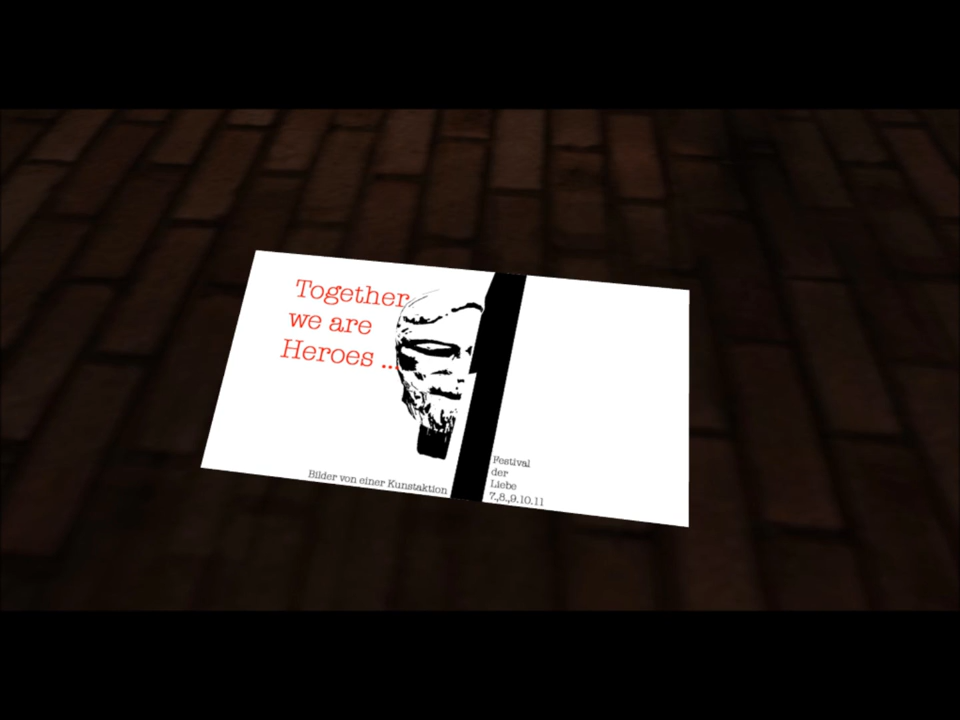 Together
we are
Heroes ...
Bilder von einer Kunstaktion
Festival
der
Liebe
7.,8.,9.10.11